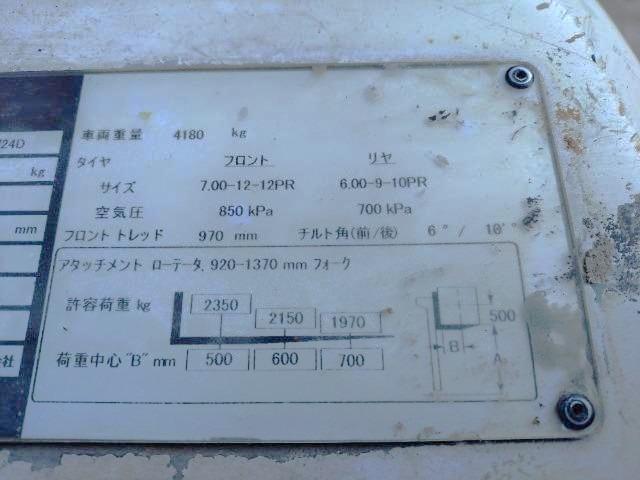 車両重量 4180 kg
724D
タイヤ フロント リヤ
kg
サイズ 7.00-12-12PR 6.00-9-10PR
空気圧 850 kPa 700 kPa
mm
フロント トレッド 970 mm チルト角(前/後) 6°/ 10°
アタッチメント ローテータ, 920-1370 mm フォーク
許容荷重 kg 2350 2150 1970
500
B
A
荷重中心 "B" mm 500 600 700